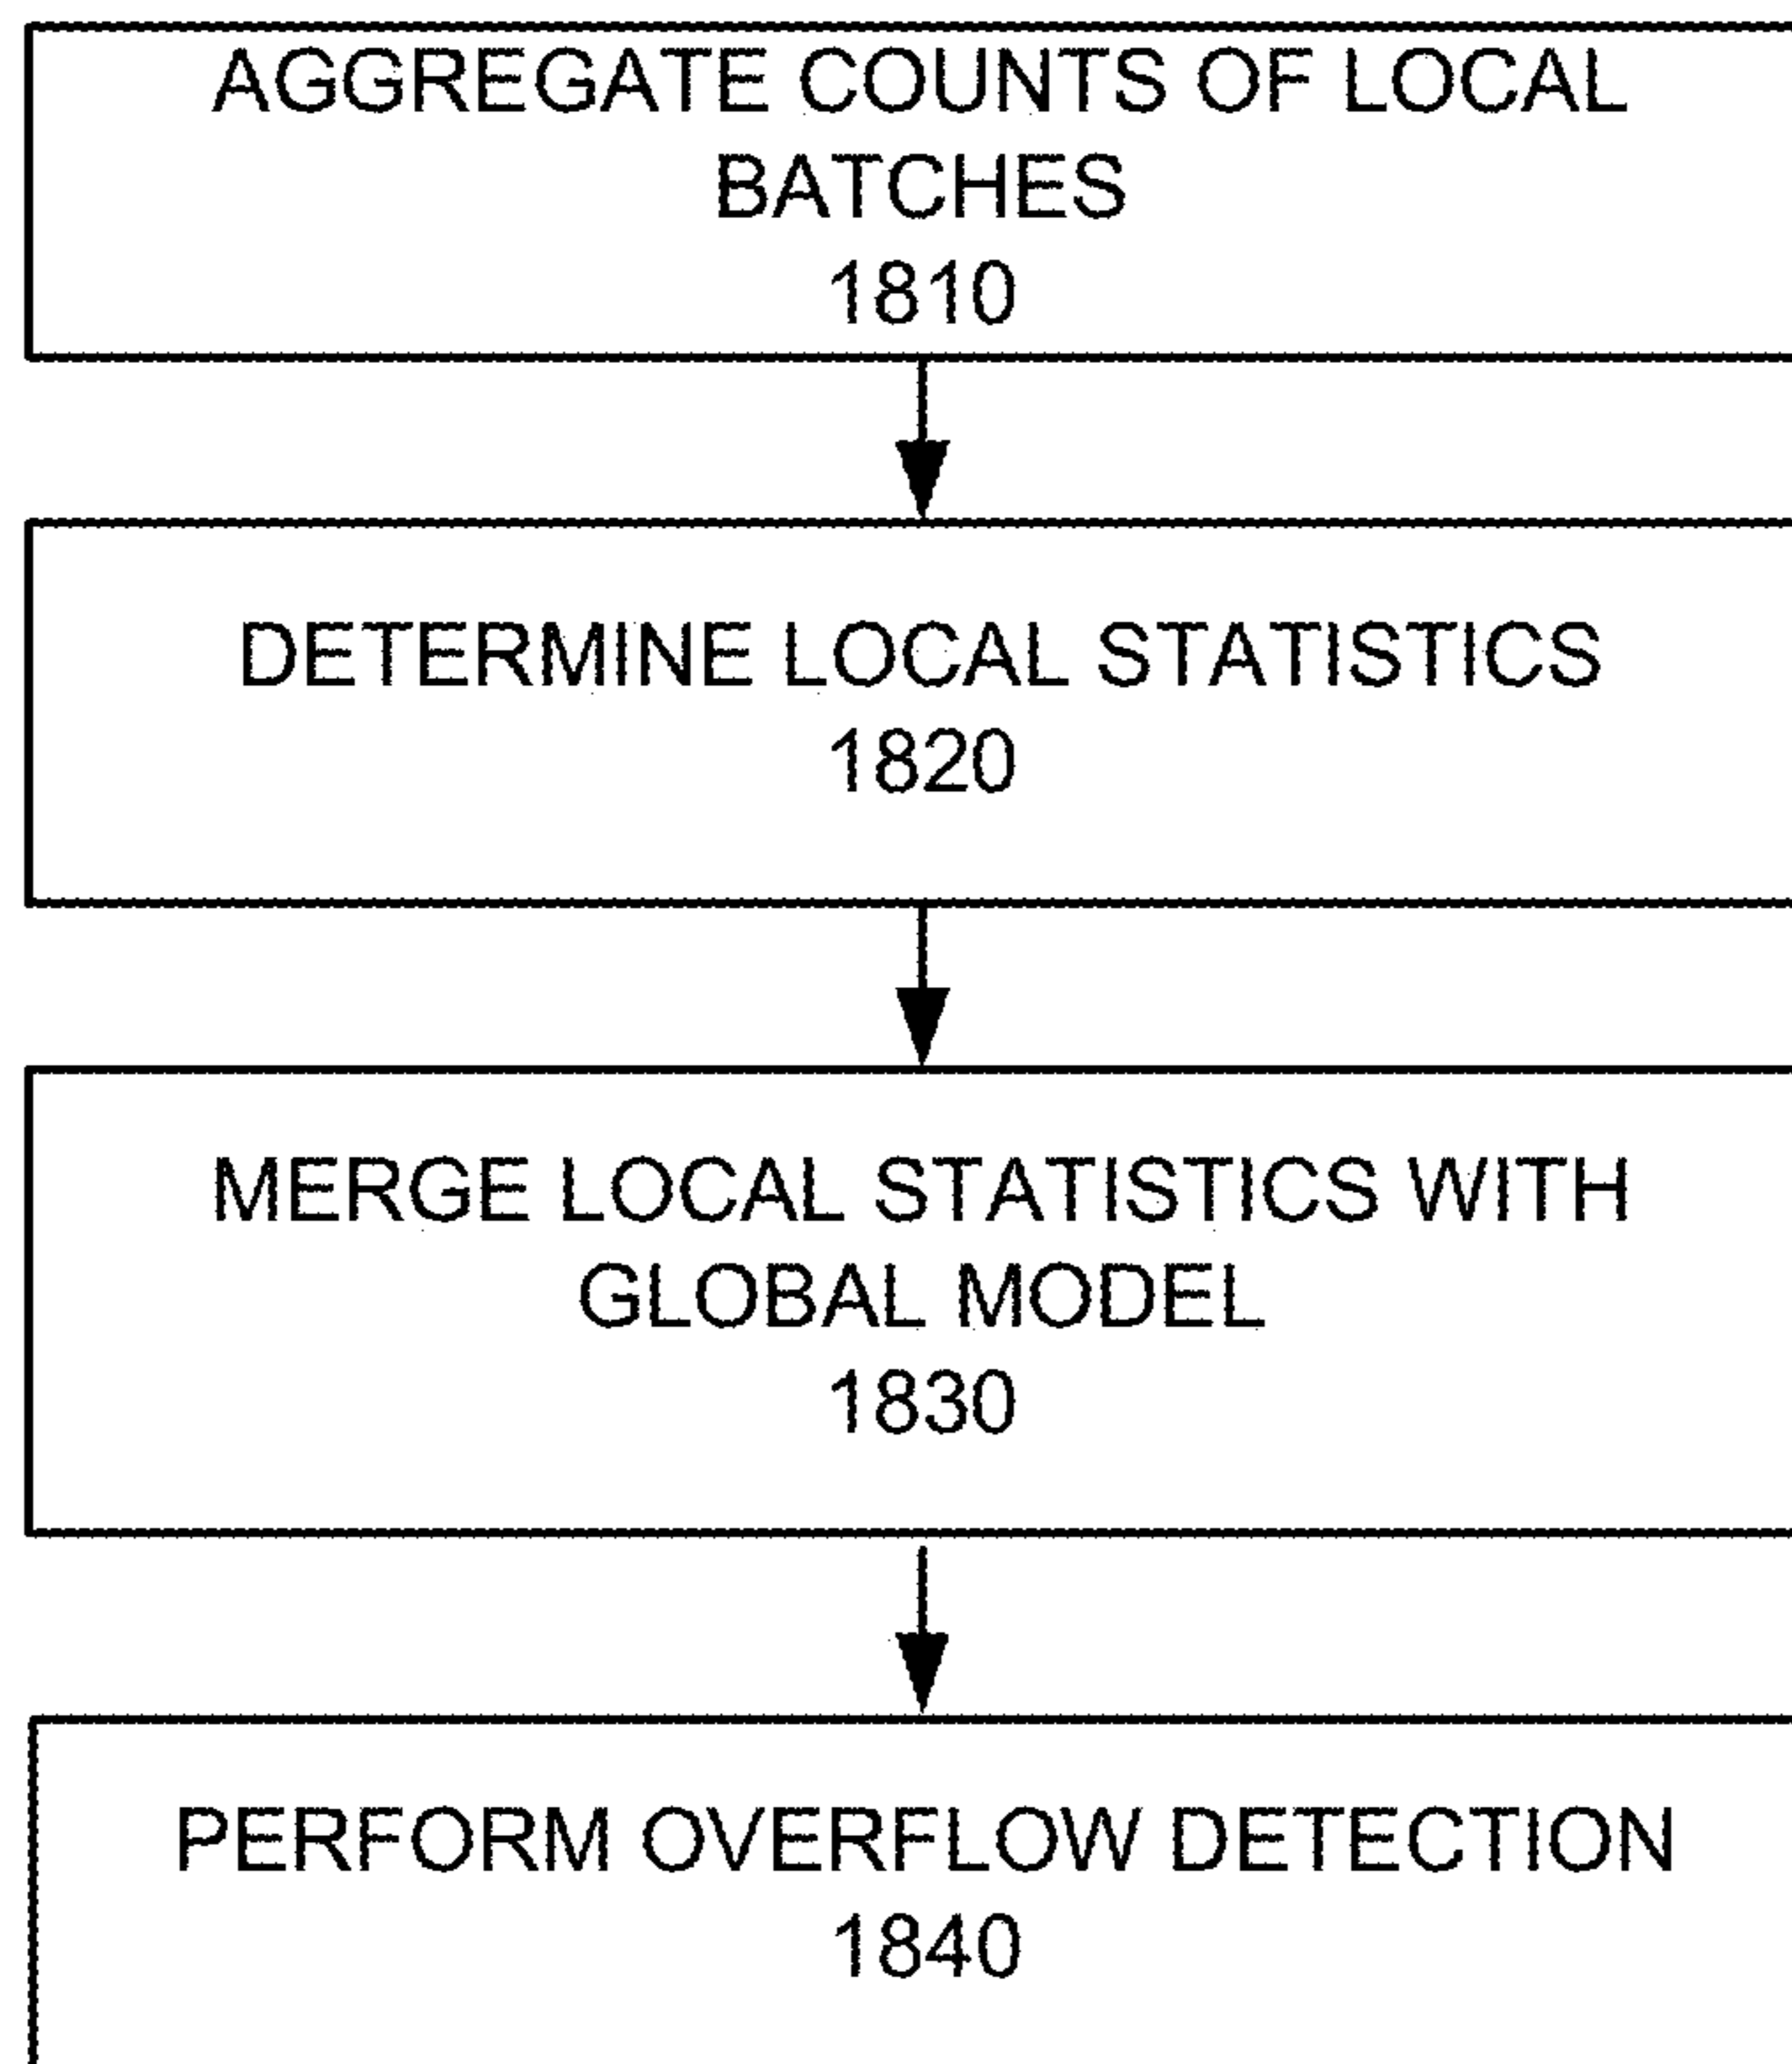 AGGREGATE COUNTS OF LOCAL
BATCHES
1810
DETERMINE LOCAL STATISTICS
1820
MERGE LOCAL STATISTICS WITH
GLOBAL MODEL
1830
PERFORM OVERFLOW DETECTION
1840